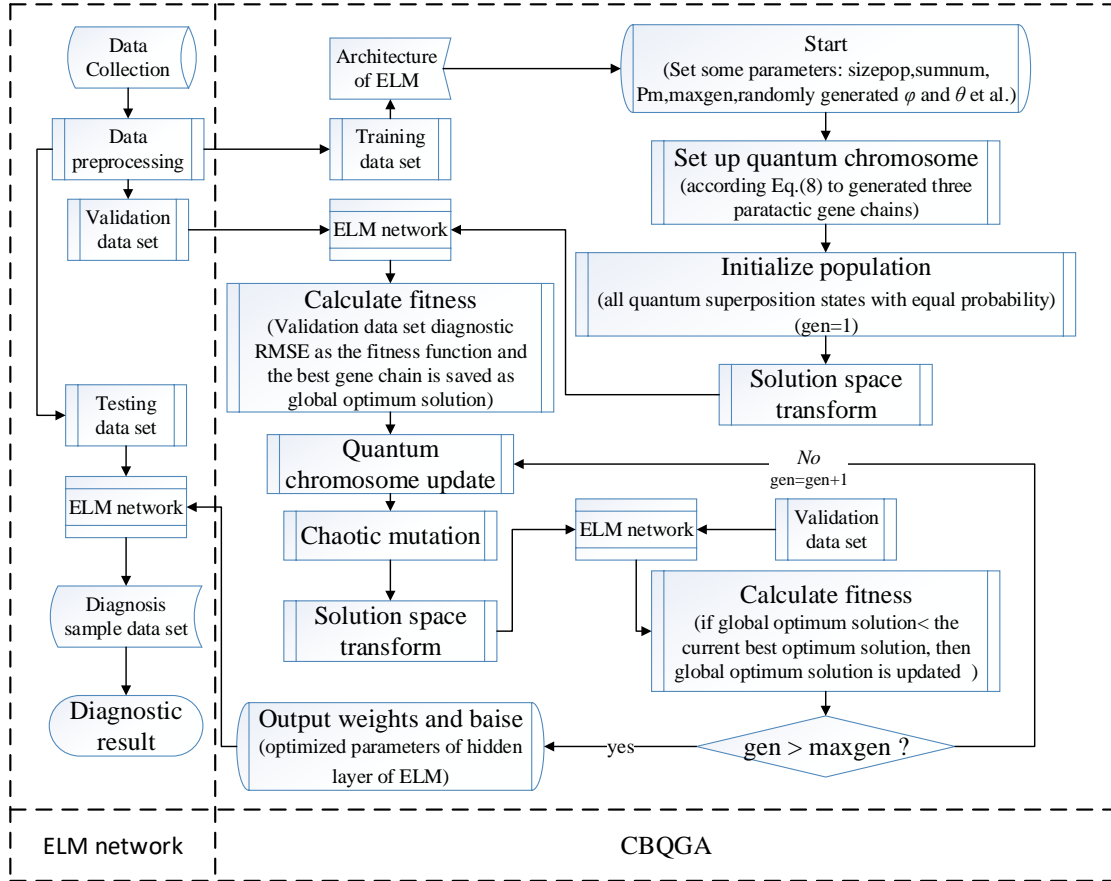 Data
Collection
Data
preprocessing
Validation
data set
Testing
data set
ELM network
Diagnosis
sample data set
Diagnostic
result
ELM network
Architecture
of ELM
Training
data set
ELM network
Calculate fitness
(Validation data set diagnostic
RMSE as the fitness function and
the best gene chain is saved as
global optimum solution)
Quantum
chromosome update
Chaotic mutation
Solution space
transform
Output weights and baise
(optimized parameters of hidden
layer of ELM)
Start
(Set some parameters: sizepop,sumnum,
Pm,maxgen,randomly generated φ and θ et al.)
Set up quantum chromosome
(according Eq.(8) to generated three
paratactic gene chains)
Initialize population
(all quantum superposition states with equal probability)
(gen=1)
Solution space
transform
No
gen=gen+1
ELM network
Validation
data set
Calculate fitness
(if global optimum solution< the
current best optimum solution, then
global optimum solution is updated )
gen > maxgen ?
yes
CBQGA